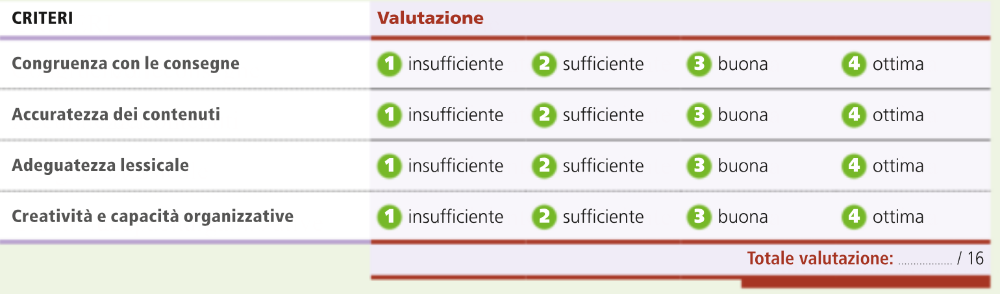 CRITERI Valutazione
Congruenza con le consegne 1 insufficiente 2 sufficiente 3 buona 4 ottima
Accuratezza dei contenuti 1 insufficiente 2 sufficiente 3 buona 4 ottima
Adeguatezza lessicale 1 insufficiente 2 sufficiente 3 buona 4 ottima
Creatività e capacità organizzative 1 insufficiente 2 sufficiente 3 buona 4 ottima
Totale valutazione: .................. / 16